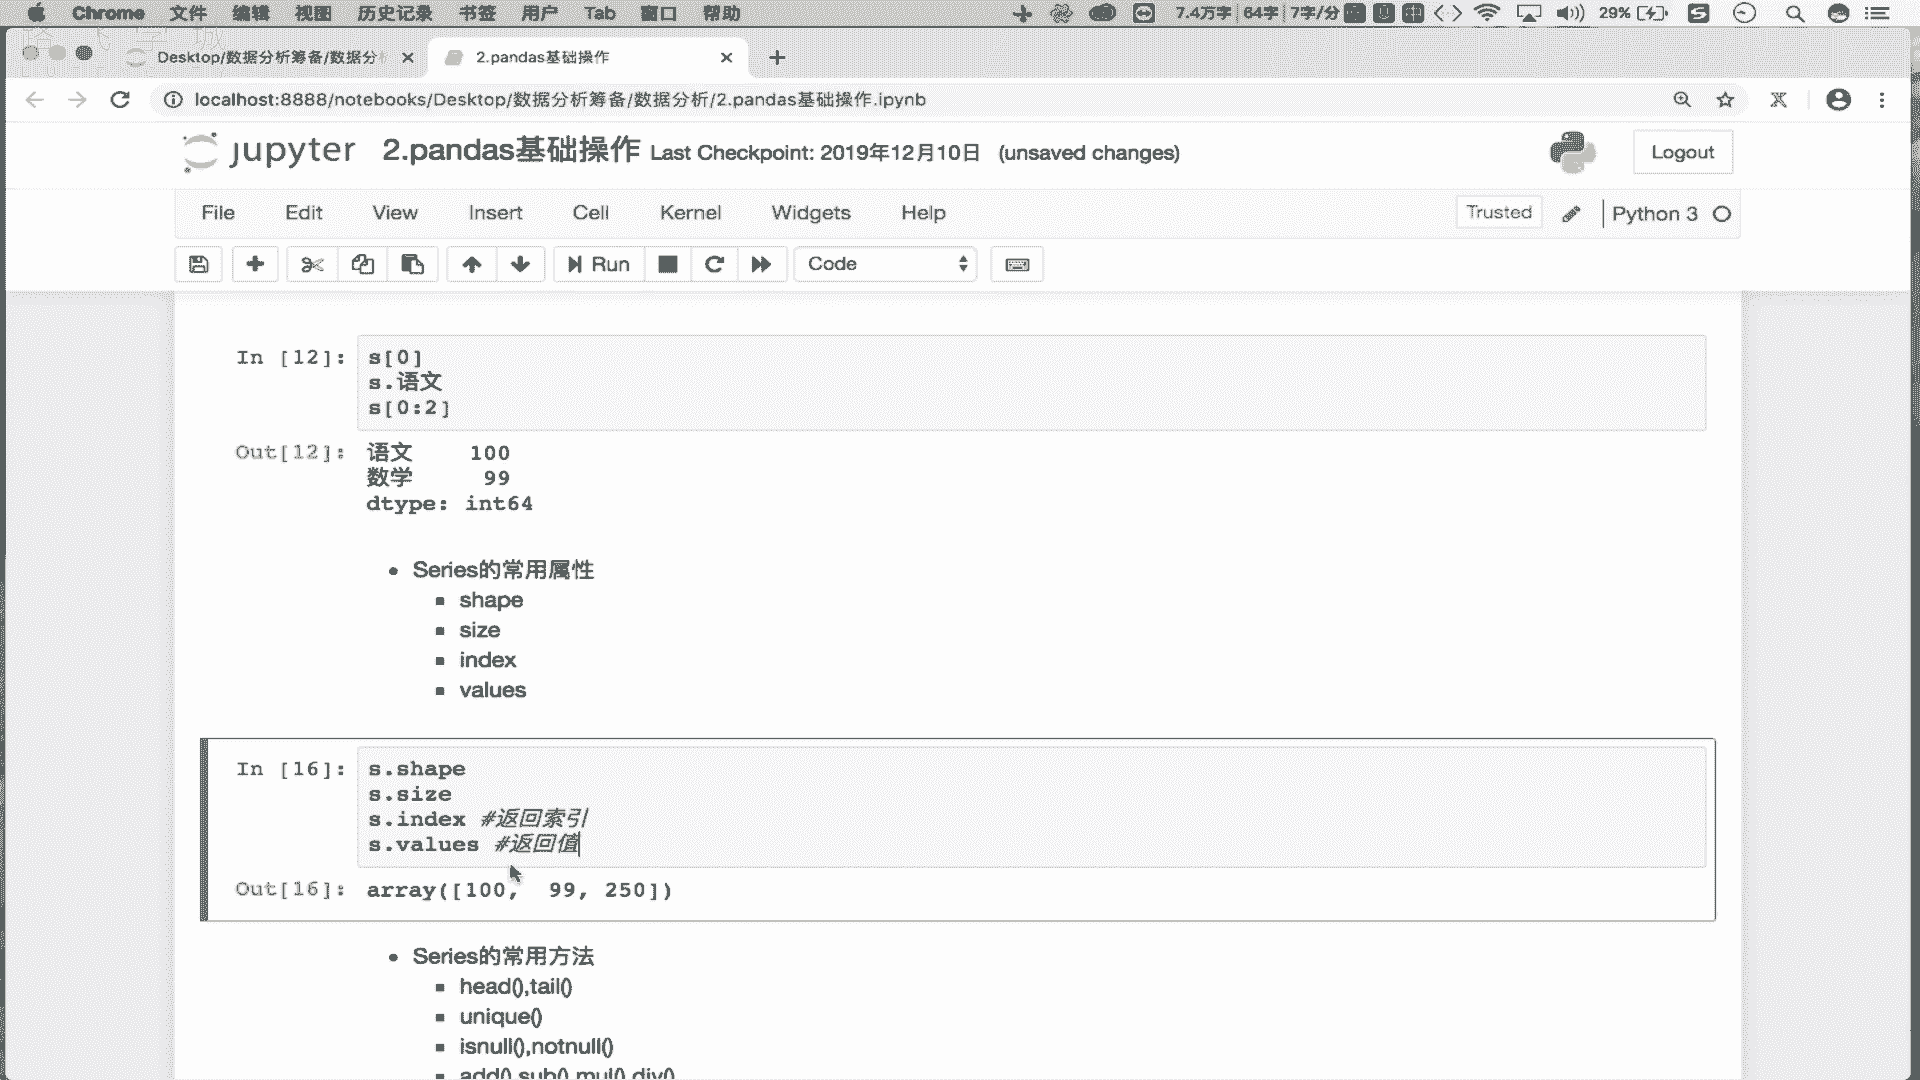 Chrome 文件 编辑 视图 历史记录 书签 用户 Tab 窗口 帮助 7.4万字 64字 7字/分 中 29%
Desktop/数据分析筹备/数据分 2.pandas基础操作
localhost:8888/notebooks/Desktop/数据分析筹备/数据分析/2.pandas基础操作.ipynb
jupyter 2.pandas基础操作 Last Checkpoint: 2019年12月10日 (unsaved changes) Logout
File Edit View Insert Cell Kernel Widgets Help Trusted Python 3
Run Code
In [12]: s[0]
s.语文
s[0:2]
Out[12]: 语文 100
数学 99
dtype: int64
Series的常用属性
shape
size
index
values
In [16]: s.shape
s.size
s.index #返回索引
s.values #返回值
Out[16]: array([100, 99, 250])
Series的常用方法
head(),tail()
unique()
isnull(),notnull()
add(),sub(),mul(),div()